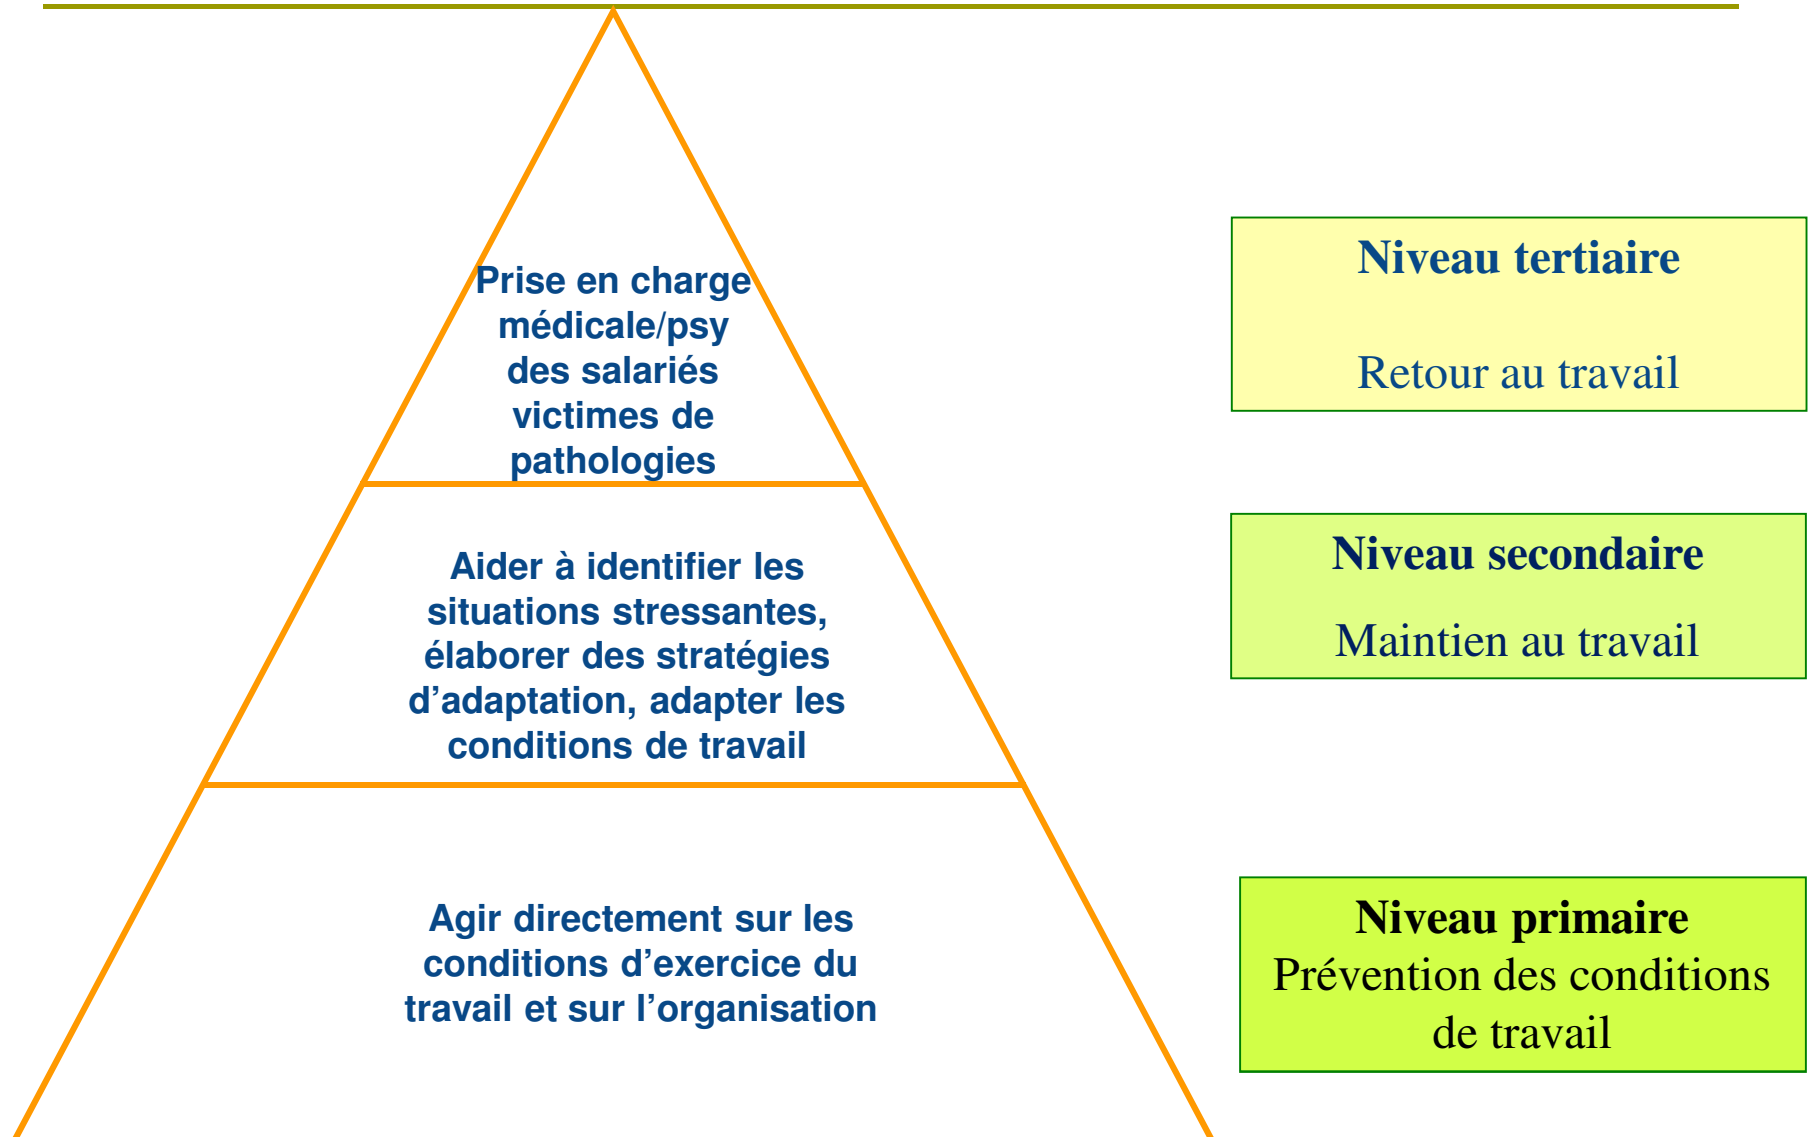 Prise en charge
médicale/psy
des salariés
victimes de
pathologies
Niveau tertiaire
Retour au travail
Aider à identifier les
situations stressantes,
élaborer des stratégies
d’adaptation, adapter les
conditions de travail
Niveau secondaire
Maintien au travail
Agir directement sur les
conditions d’exercice du
travail et sur l’organisation
Niveau primaire
Prévention des conditions
de travail